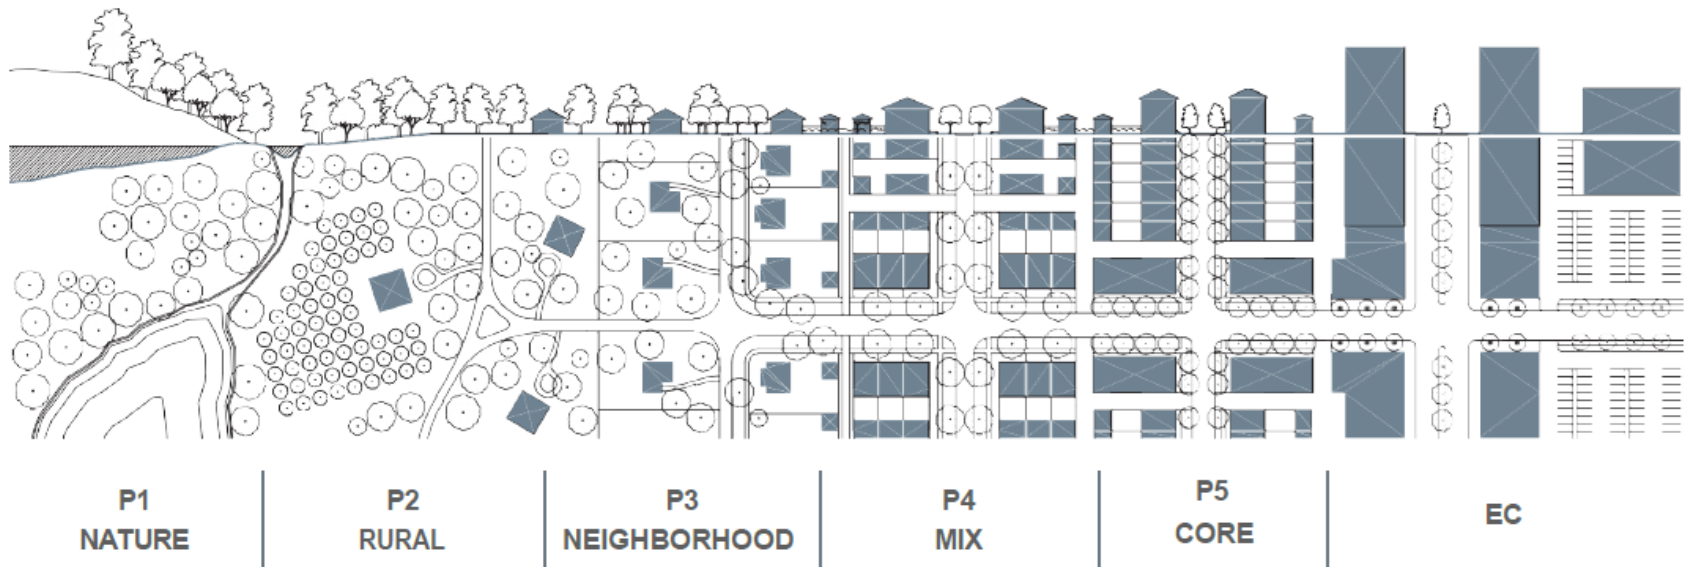 P1
NATURE
P2
RURAL
P3
NEIGHBORHOOD
P4
MIX
P5
CORE
EC